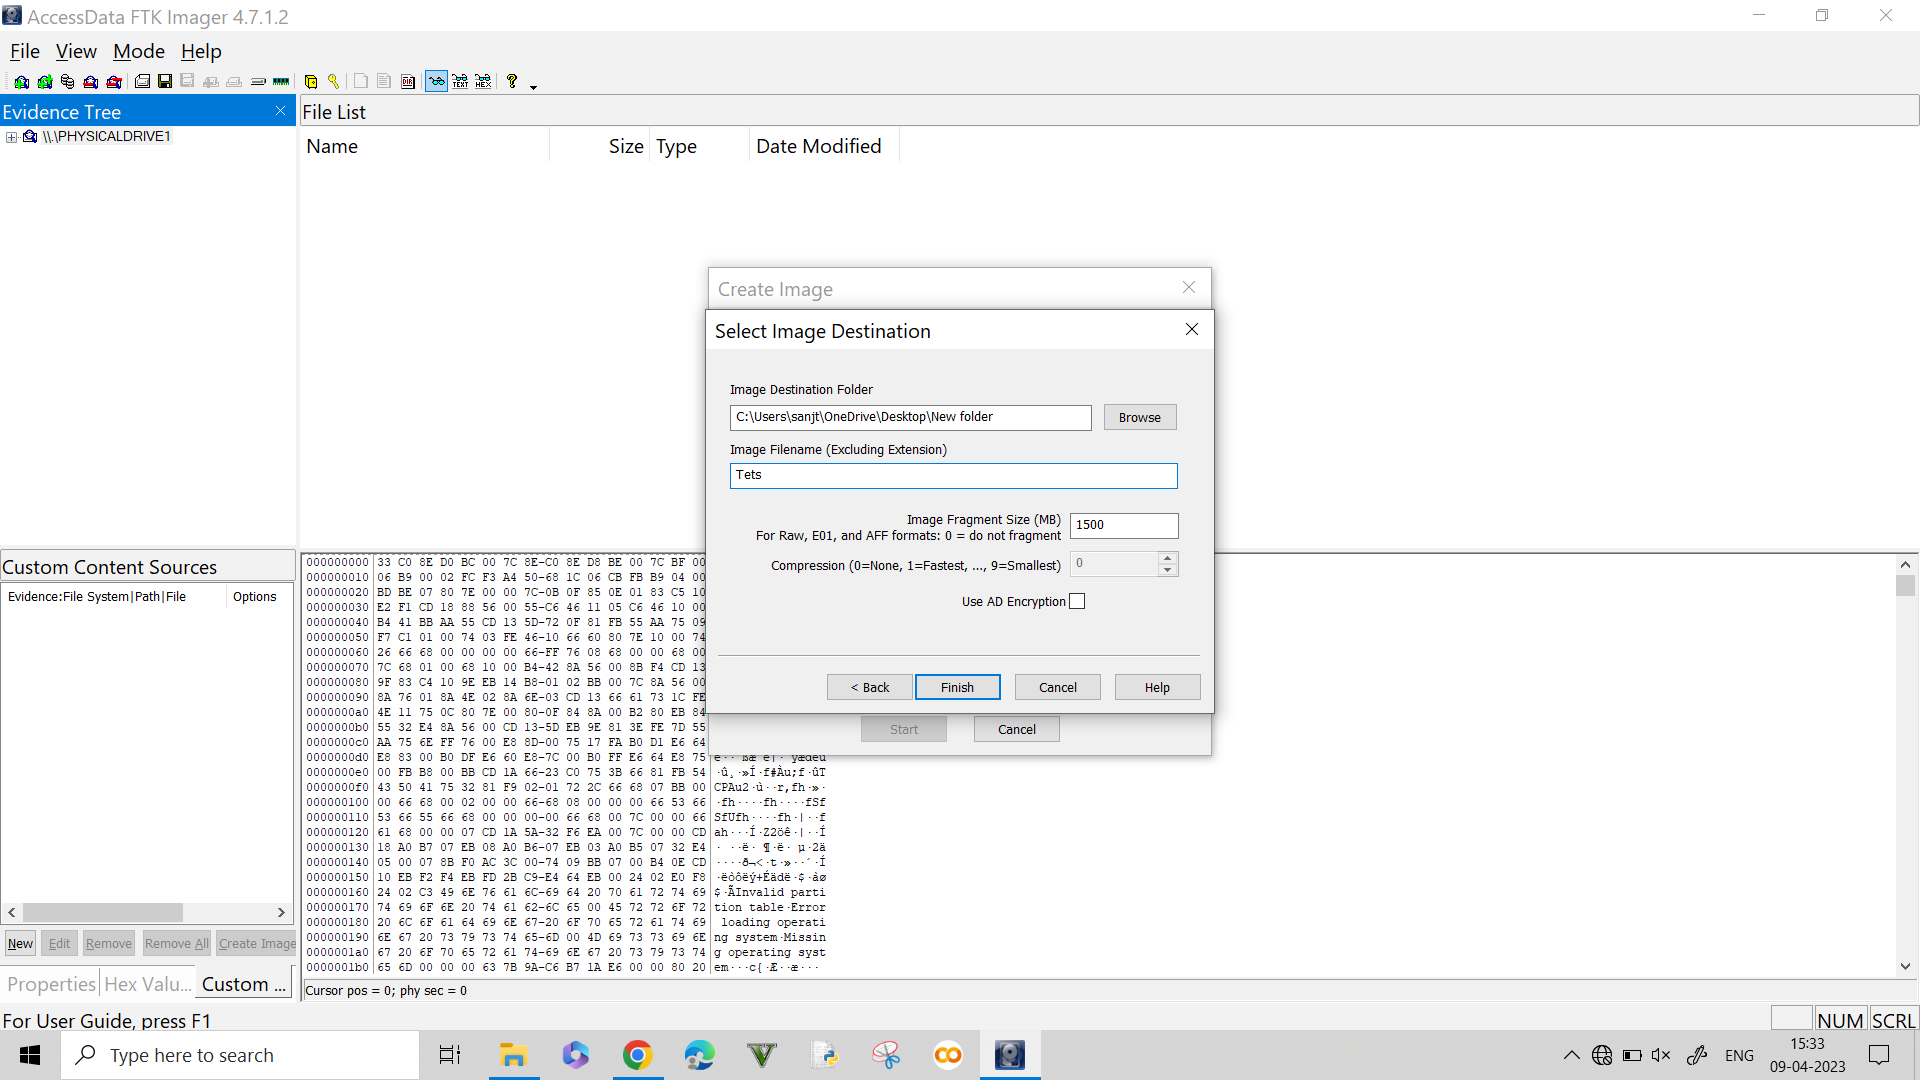 AccessData FTK Imager 4.7.1.2
File View Mode Help
Evidence Tree
\\.\PHYSICALDRIVE1
File List
Name Size Type Date Modified
Create Image
Select Image Destination
Image Destination Folder
C:\Users\sanjt\OneDrive\Desktop\New folder Browse
Image Filename (Excluding Extension)
Tets
Image Fragment Size (MB)
For Raw, E01, and AFF formats: 0 = do not fragment
1500
Compression (0=None, 1=Fastest, ..., 9=Smallest) 0
Use AD Encryption
< Back Finish Cancel Help
Start Cancel
Custom Content Sources
Evidence:File System|Path|File Options
New Edit Remove Remove All Create Image
Properties Hex Valu... Custom ...
000000000 33 C0 8E D0 BC 00 7C 8E-C0 8E D8 BE 00 7C BF 00
000000010 06 B9 00 02 FC F3 A4 50-68 1C 06 CB FB B9 04 00
000000020 BD BE 07 80 7E 00 00 7C-0B 0F 85 0E 01 83 C5 10
000000030 E2 F1 CD 18 88 56 00 55-C6 46 11 05 C6 46 10 00
000000040 B4 41 BB AA 55 CD 13 5D-72 0F 81 FB 55 AA 75 09
000000050 F7 C1 01 00 74 03 FE 46-10 66 60 80 7E 10 00 74
000000060 26 66 68 00 00 00 00 66-FF 76 08 68 00 00 68 00
000000070 7C 68 01 00 68 10 00 B4-42 8A 56 00 8B F4 CD 13
000000080 9F 83 C4 10 9E EB 14 B8-01 02 BB 00 7C 8A 56 00
000000090 8A 76 01 8A 4E 02 8A 6E-03 CD 13 66 61 73 1C FE
0000000a0 4E 11 75 0C 80 7E 00 80-0F 84 8A 00 B2 80 EB 84
0000000b0 55 32 E4 8A 56 00 CD 13-5D EB 9E 81 3E FE 7D 55
0000000c0 AA 75 6E FF 76 00 E8 8D-00 75 17 FA B0 D1 E6 64
0000000d0 E8 83 00 B0 DF E6 60 E8-7C 00 B0 FF E6 64 E8 75 è··ßæ`è|·°ÿædèu
0000000e0 00 FB B8 00 BB CD 1A 66-23 C0 75 3B 66 81 FB 54 ·û¸·»Í·f#Àu;f·ûT
0000000f0 43 50 41 75 32 81 F9 02-01 72 2C 66 68 07 BB 00 CPAu2·ù··r,fh·»·
000000100 00 66 68 00 02 00 00 66-68 08 00 00 00 66 53 66 ·fh····fh····fSf
000000110 53 66 55 66 68 00 00 00-00 66 68 00 7C 00 00 66 SfUfh····fh·|··f
000000120 61 68 00 00 07 CD 1A 5A-32 F6 EA 00 7C 00 00 CD ah···Í·Z2öê·|··Í
000000130 18 A0 B7 07 EB 08 A0 B6-07 EB 03 A0 B5 07 32 E4 · ·ë· ¶·ë· µ·2ä
000000140 05 00 07 8B F0 AC 3C 00-74 09 BB 07 00 B4 0E CD ····ð¬<·t·»··´·Í
000000150 10 EB F2 F4 EB FD 2B C9-E4 64 EB 00 24 02 E0 F8 ·ëòôëý+Éädë·$·àø
000000160 24 02 C3 49 6E 76 61 6C-69 64 20 70 61 72 74 69 $·ÃInvalid parti
000000170 74 69 6F 6E 20 74 61 62-6C 65 00 45 72 72 6F 72 tion table·Error
000000180 20 6C 6F 61 64 69 6E 67-20 6F 70 65 72 61 74 69 loading operati
000000190 6E 67 20 73 79 73 74 65-6D 00 4D 69 73 73 69 6E ng system·Missin
0000001a0 67 20 6F 70 65 72 61 74-69 6E 67 20 73 79 73 74 g operating syst
0000001b0 65 6D 00 00 00 63 7B 9A-C6 B7 1A E6 00 00 80 20 em···c{·Æ··æ···
Cursor pos = 0; phy sec = 0
For User Guide, press F1
NUM SCRL
Type here to search
ENG
15:33
09-04-2023